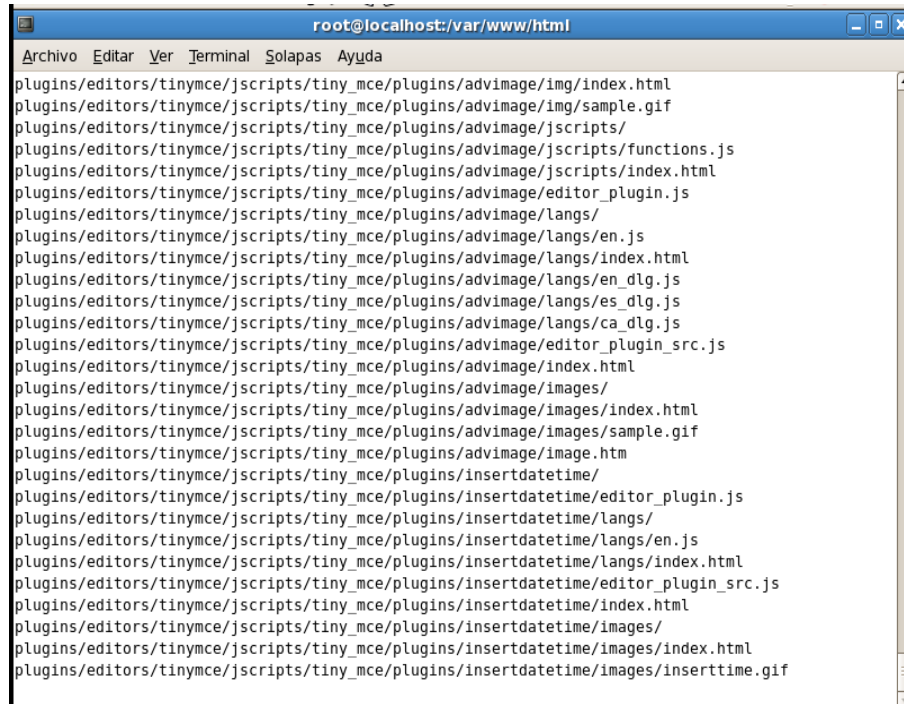 root@localhost:/var/www/html
Archivo Editar Ver Terminal Solapas Ayuda
plugins/editors/tinymce/jscripts/tiny_mce/plugins/advimage/img/index.html
plugins/editors/tinymce/jscripts/tiny_mce/plugins/advimage/img/sample.gif
plugins/editors/tinymce/jscripts/tiny_mce/plugins/advimage/jscripts/
plugins/editors/tinymce/jscripts/tiny_mce/plugins/advimage/jscripts/functions.js
plugins/editors/tinymce/jscripts/tiny_mce/plugins/advimage/jscripts/index.html
plugins/editors/tinymce/jscripts/tiny_mce/plugins/advimage/editor_plugin.js
plugins/editors/tinymce/jscripts/tiny_mce/plugins/advimage/langs/
plugins/editors/tinymce/jscripts/tiny_mce/plugins/advimage/langs/en.js
plugins/editors/tinymce/jscripts/tiny_mce/plugins/advimage/langs/index.html
plugins/editors/tinymce/jscripts/tiny_mce/plugins/advimage/langs/en_dlg.js
plugins/editors/tinymce/jscripts/tiny_mce/plugins/advimage/langs/es_dlg.js
plugins/editors/tinymce/jscripts/tiny_mce/plugins/advimage/langs/ca_dlg.js
plugins/editors/tinymce/jscripts/tiny_mce/plugins/advimage/editor_plugin_src.js
plugins/editors/tinymce/jscripts/tiny_mce/plugins/advimage/index.html
plugins/editors/tinymce/jscripts/tiny_mce/plugins/advimage/images/
plugins/editors/tinymce/jscripts/tiny_mce/plugins/advimage/images/index.html
plugins/editors/tinymce/jscripts/tiny_mce/plugins/advimage/images/sample.gif
plugins/editors/tinymce/jscripts/tiny_mce/plugins/advimage/image.htm
plugins/editors/tinymce/jscripts/tiny_mce/plugins/insertdatetime/
plugins/editors/tinymce/jscripts/tiny_mce/plugins/insertdatetime/editor_plugin.js
plugins/editors/tinymce/jscripts/tiny_mce/plugins/insertdatetime/langs/
plugins/editors/tinymce/jscripts/tiny_mce/plugins/insertdatetime/langs/en.js
plugins/editors/tinymce/jscripts/tiny_mce/plugins/insertdatetime/langs/index.html
plugins/editors/tinymce/jscripts/tiny_mce/plugins/insertdatetime/editor_plugin_src.js
plugins/editors/tinymce/jscripts/tiny_mce/plugins/insertdatetime/index.html
plugins/editors/tinymce/jscripts/tiny_mce/plugins/insertdatetime/images/
plugins/editors/tinymce/jscripts/tiny_mce/plugins/insertdatetime/images/index.html
plugins/editors/tinymce/jscripts/tiny_mce/plugins/insertdatetime/images/inserttime.gif